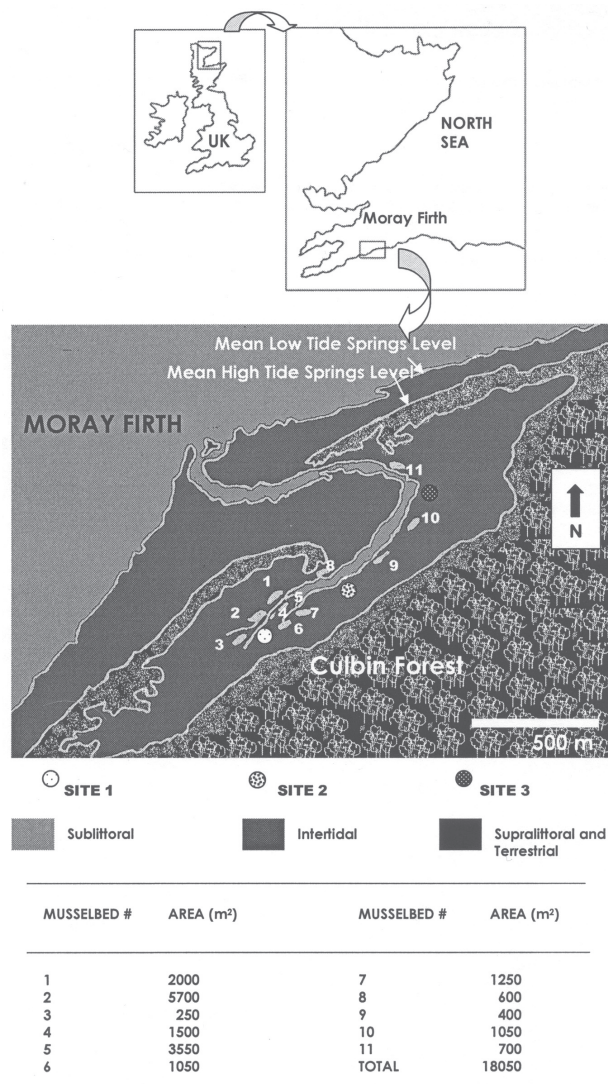 UK
NORTH
SEA
Moray Firth
Mean Low Tide Springs Level
Mean High Tide Springs Level
MORAY FIRTH
11
10
N
9
8
1
5
2
4
7
6
3
Culbin Forest
500 m
SITE 1
SITE 2
SITE 3
Sublittoral
Intertidal
Supralittoral and
Terrestrial
MUSSELBED # AREA (m²) MUSSELBED # AREA (m²)
1 2000 7 1250
2 5700 8 600
3 250 9 400
4 1500 10 1050
5 3550 11 700
6 1050 TOTAL 18050